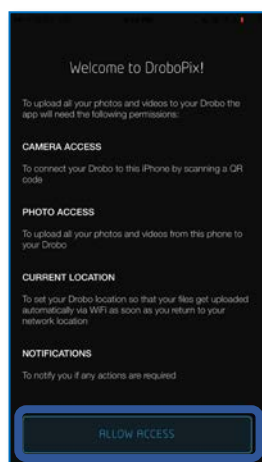 Welcome to DroboPix!
To upload all your photos and videos to your Drobo the
app will need the following permissions:
CAMERA ACCESS
To connect your Drobo to this iPhone by scanning a QR
code
PHOTO ACCESS
To upload all your photos and videos from this phone to
your Drobo
CURRENT LOCATION
To set your Drobo location so that your files get uploaded
automatically via WiFi as soon as you return to your
network location
NOTIFICATIONS
To notify you if any actions are required
ALLOW ACCESS